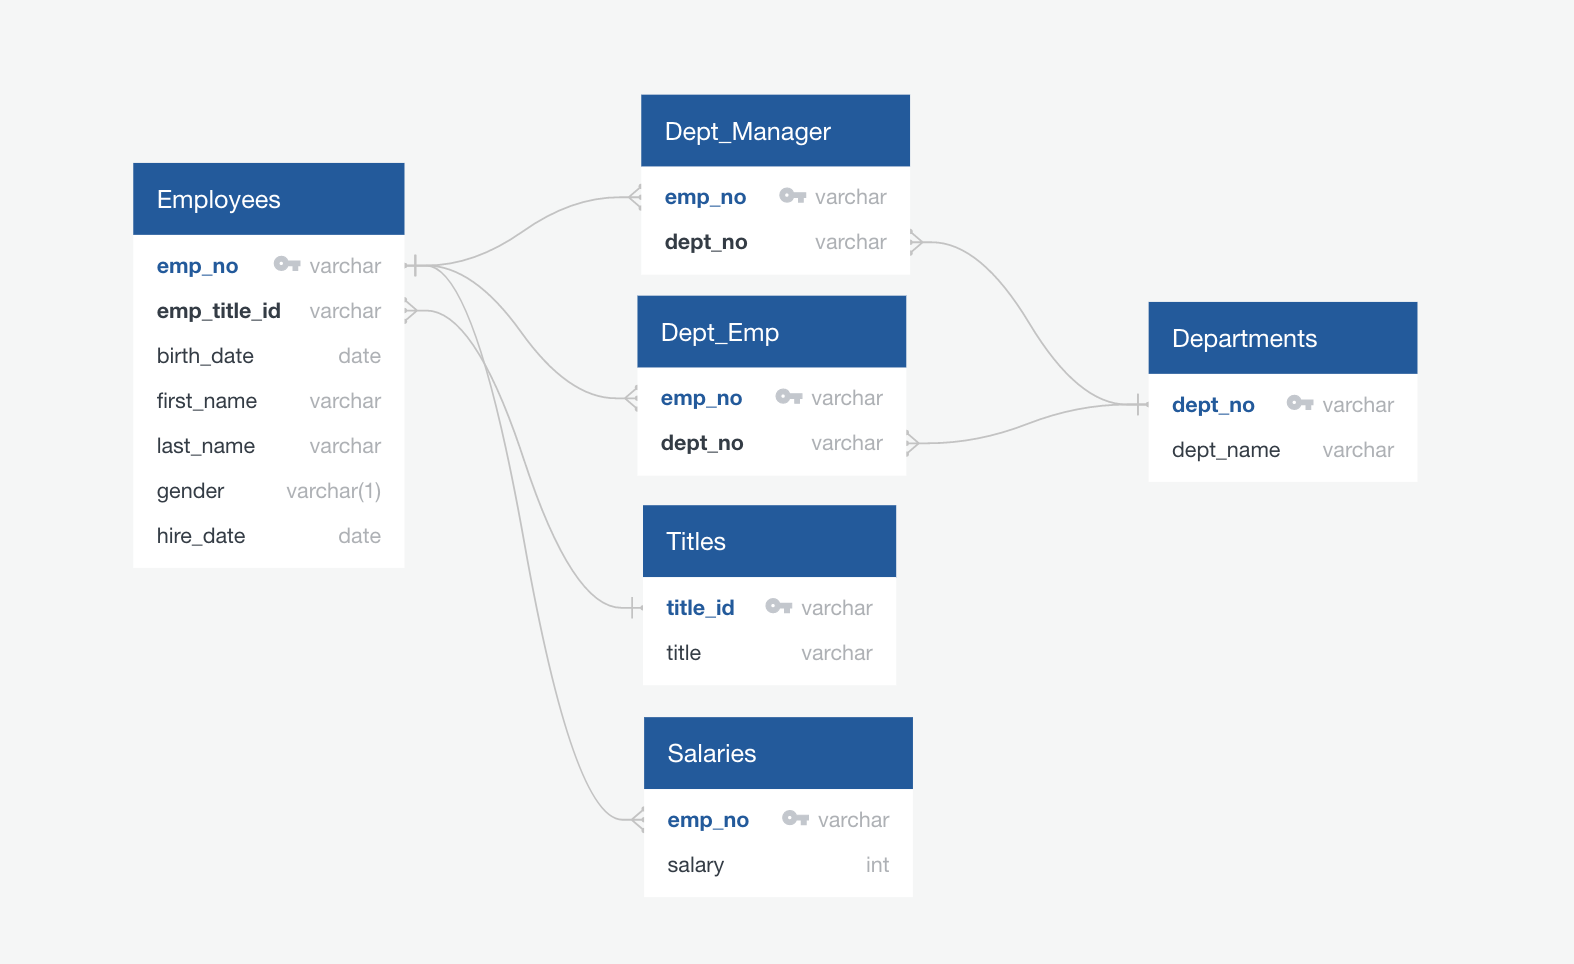 Employees
emp_no varchar
emp_title_id varchar
birth_date date
first_name varchar
last_name varchar
gender varchar(1)
hire_date date
Dept_Manager
emp_no varchar
dept_no varchar
Dept_Emp
emp_no varchar
dept_no varchar
Titles
title_id varchar
title varchar
Salaries
emp_no varchar
salary int
Departments
dept_no varchar
dept_name varchar